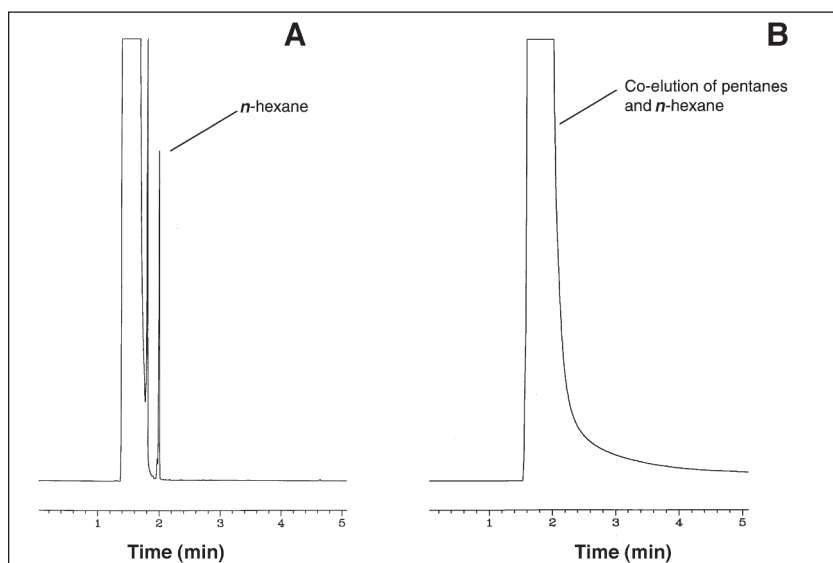 A
n-hexane
1 2 3 4 5
Time (min)
B
Co-elution of pentanes
and n-hexane
1 2 3 4 5
Time (min)